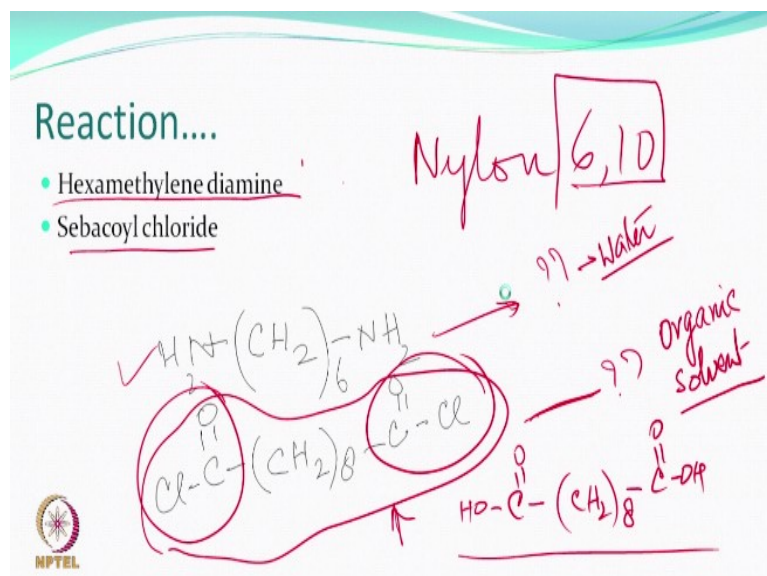 Reaction....
Nylon 6,10
• Hexamethylene diamine
• Sebacoyl chloride
?? → Water
H2N-(CH2)6-NH2
?? Organic solvent
Cl-C(=O)-(CH2)8-C(=O)-Cl
HO-C(=O)-(CH2)8-C(=O)-OH
NPTEL